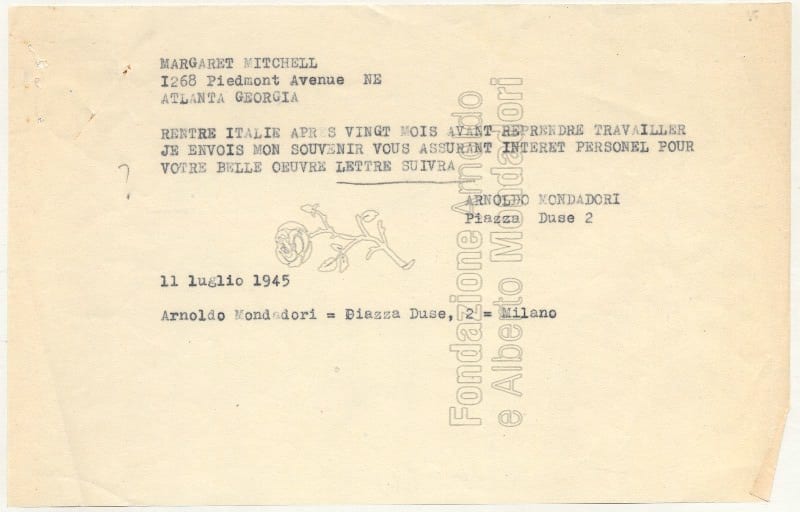 MARGARET MITCHELL
1268 Piedmont Avenue NE
ATLANTA GEORGIA
RENTRE ITALIE APRES VINGT MOIS AVANT REPRENDRE TRAVAILLER
JE ENVOIS MON SOUVENIR VOUS ASSURANT INTERET PERSONEL POUR
VOTRE BELLE OEUVRE LETTRE SUIVRA
?
ARNOLDO MONDADORI
Piazza Duse 2
11 luglio 1945
Arnoldo Mondadori = Piazza Duse, 2 = Milano
Fondazione Arnoldo
e Alberto Mondadori